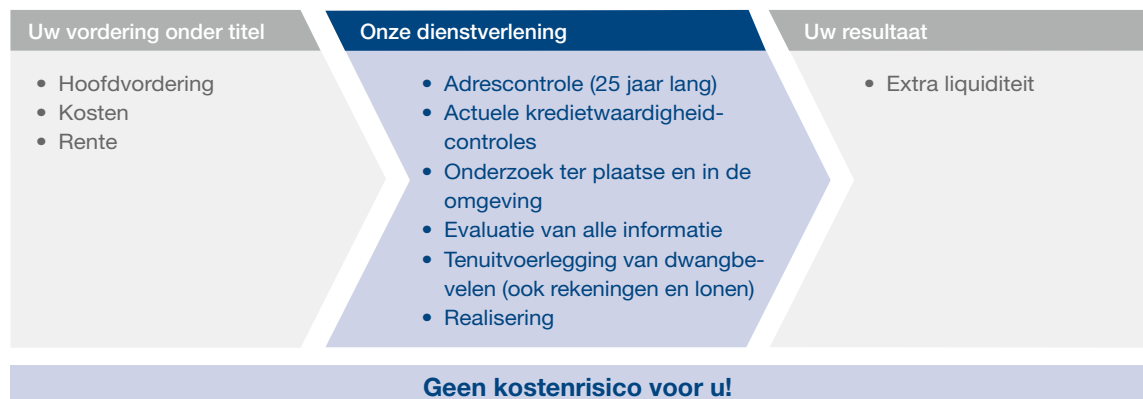 Uw vordering onder titel
• Hoofdvordering
• Kosten
• Rente
Onze dienstverlening
• Adrescontrole (25 jaar lang)
• Actuele kredietwaardigheid-
controles
• Onderzoek ter plaatse en in de
omgeving
• Evaluatie van alle informatie
• Tenuitvoerlegging van dwangbe-
velen (ook rekeningen en lonen)
• Realisering
Uw resultaat
• Extra liquiditeit
Geen kostenrisico voor u!